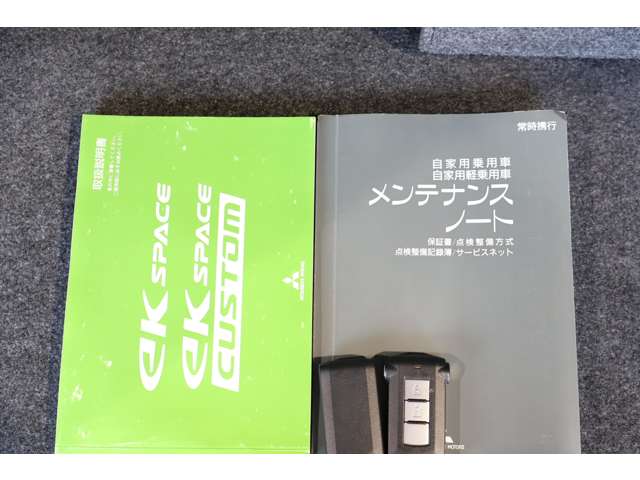 取扱説明書
eK SPACE
eK SPACE
CUSTOM
常時携行
自家用乗用車
自家用軽乗用車
メンテナンス
ノート
保証書/点検整備方式
点検整備記録簿/サービスネット
MOTORS